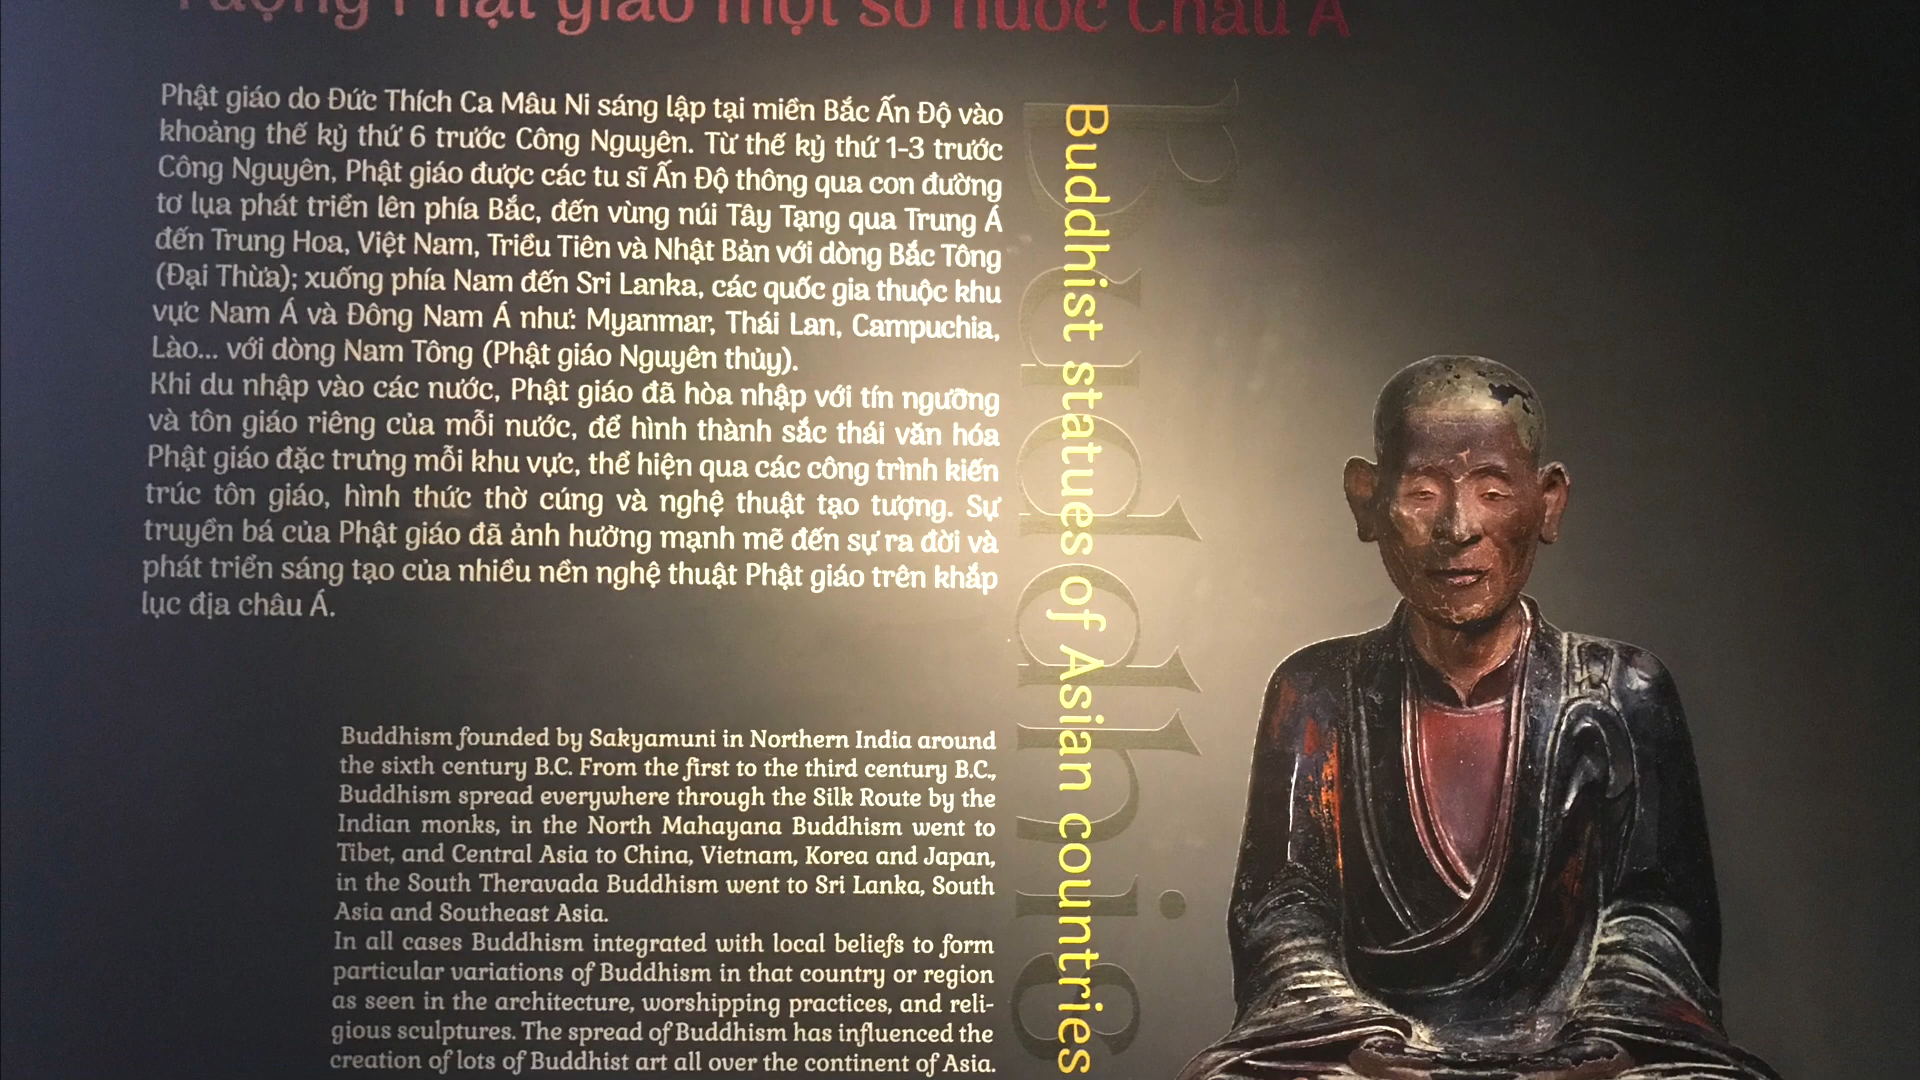 Tượng Phật giáo một số nước Châu Á
Phật giáo do Đức Thích Ca Mâu Ni sáng lập tại miền Bắc Ấn Độ vào
khoảng thế kỷ thứ 6 trước Công Nguyên. Từ thế kỷ thứ 1-3 trước
Công Nguyên, Phật giáo được các tu sĩ Ấn Độ thông qua con đường
tơ lụa phát triển lên phía Bắc, đến vùng núi Tây Tạng qua Trung Á
đến Trung Hoa, Việt Nam, Triều Tiên và Nhật Bản với dòng Bắc Tông
(Đại Thừa); xuống phía Nam đến Sri Lanka, các quốc gia thuộc khu
vực Nam Á và Đông Nam Á như: Myanmar, Thái Lan, Campuchia,
Lào... với dòng Nam Tông (Phật giáo Nguyên thủy).
Khi du nhập vào các nước, Phật giáo đã hòa nhập với tín ngưỡng
và tôn giáo riêng của mỗi nước, để hình thành sắc thái văn hóa
Phật giáo đặc trưng mỗi khu vực, thể hiện qua các công trình kiến
trúc tôn giáo, hình thức thờ cúng và nghệ thuật tạo tượng. Sự
truyền bá của Phật giáo đã ảnh hưởng mạnh mẽ đến sự ra đời và
phát triển sáng tạo của nhiều nền nghệ thuật Phật giáo trên khắp
lục địa châu Á.
Buddhism founded by Sakyamuni in Northern India around
the sixth century B.C. From the first to the third century B.C.,
Buddhism spread everywhere through the Silk Route by the
Indian monks, in the North Mahayana Buddhism went to
Tibet, and Central Asia to China, Vietnam, Korea and Japan,
in the South Theravada Buddhism went to Sri Lanka, South
Asia and Southeast Asia.
In all cases Buddhism integrated with local beliefs to form
particular variations of Buddhism in that country or region
as seen in the architecture, worshipping practices, and reli-
gious sculptures. The spread of Buddhism has influenced the
creation of lots of Buddhist art all over the continent of Asia.
Buddhist statues of Asian countries